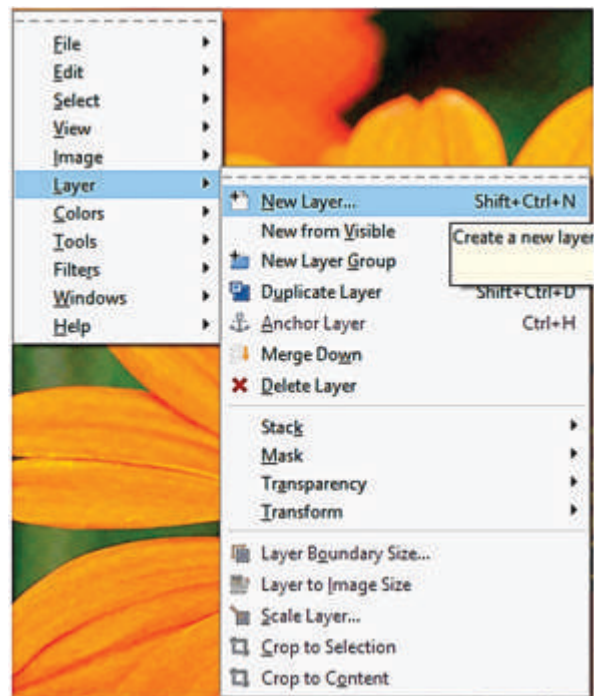 File
Edit
Select
View
Image
Layer
Colors
Tools
Filters
Windows
Help
New Layer... Shift+Ctrl+N
New from Visible
Create a new layer
New Layer Group
Duplicate Layer Shift+Ctrl+D
Anchor Layer Ctrl+H
Merge Down
Delete Layer
Stack
Mask
Transparency
Transform
Layer Boundary Size...
Layer to Image Size
Scale Layer...
Crop to Selection
Crop to Content